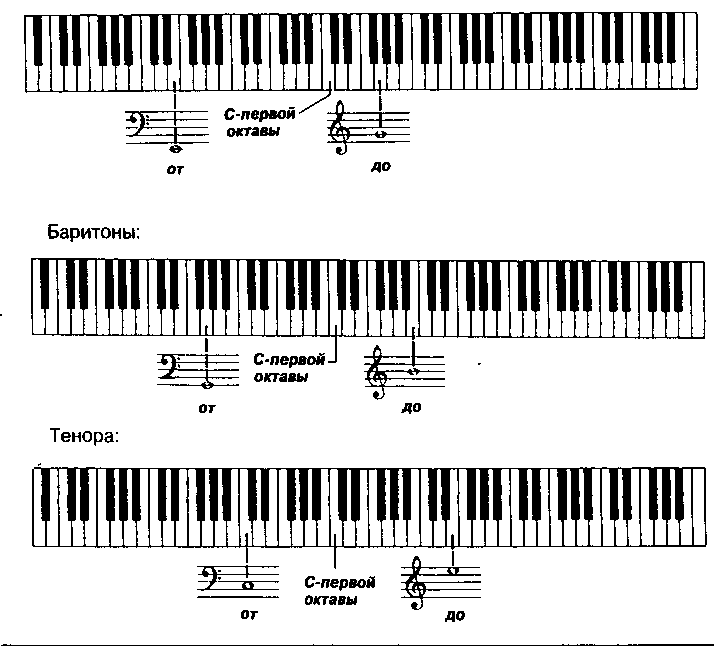 С-первой
октавы
от
до
Баритоны:
С-первой
октавы
от
до
Тенора:
С-первой
октавы
от
до